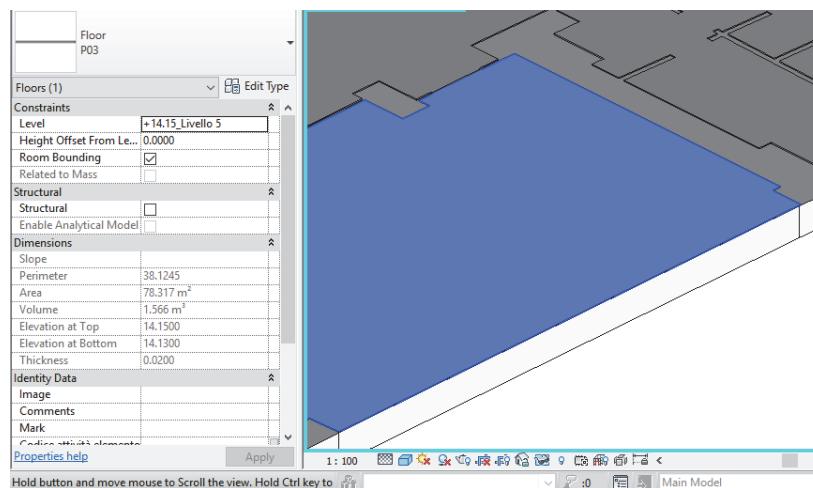 Floor
P03
Floors (1)
Edit Type
Constraints
Level +14.15_Livello 5
Height Offset From Le... 0.0000
Room Bounding
Related to Mass
Structural
Structural
Enable Analytical Model
Dimensions
Slope
Perimeter 38.1245
Area 78.317 m²
Volume 1.566 m³
Elevation at Top 14.1500
Elevation at Bottom 14.1300
Thickness 0.0200
Identity Data
Image
Comments
Mark
Codice attività elemento
Properties help Apply
1 : 100
Hold button and move mouse to Scroll the view. Hold Ctrl key to
:0
Main Model